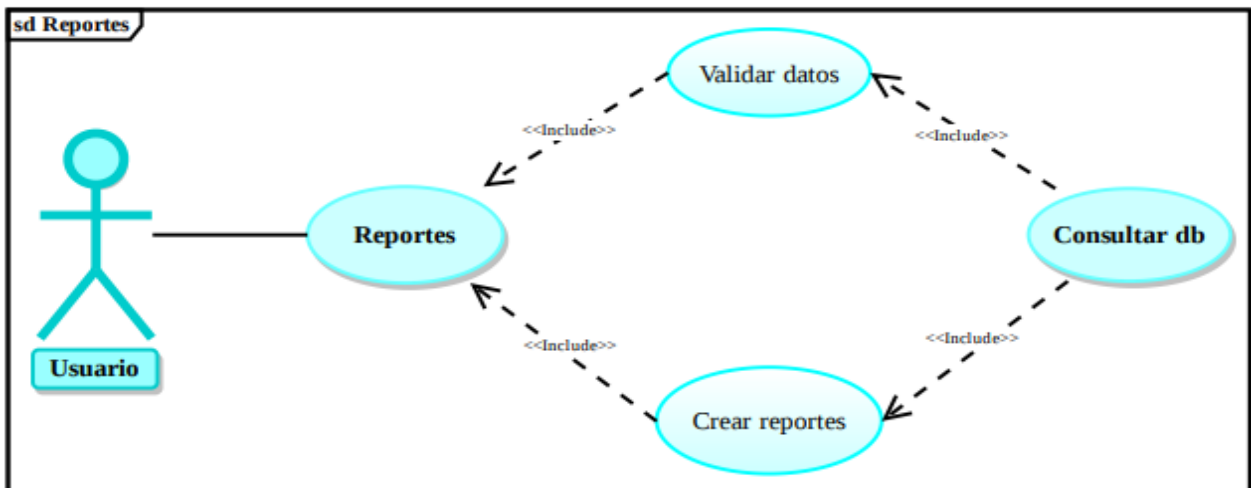 sd Reportes
Validar datos
<<Include>>
<<Include>>
Reportes
Consultar db
<<Include>>
<<Include>>
Usuario
Crear reportes